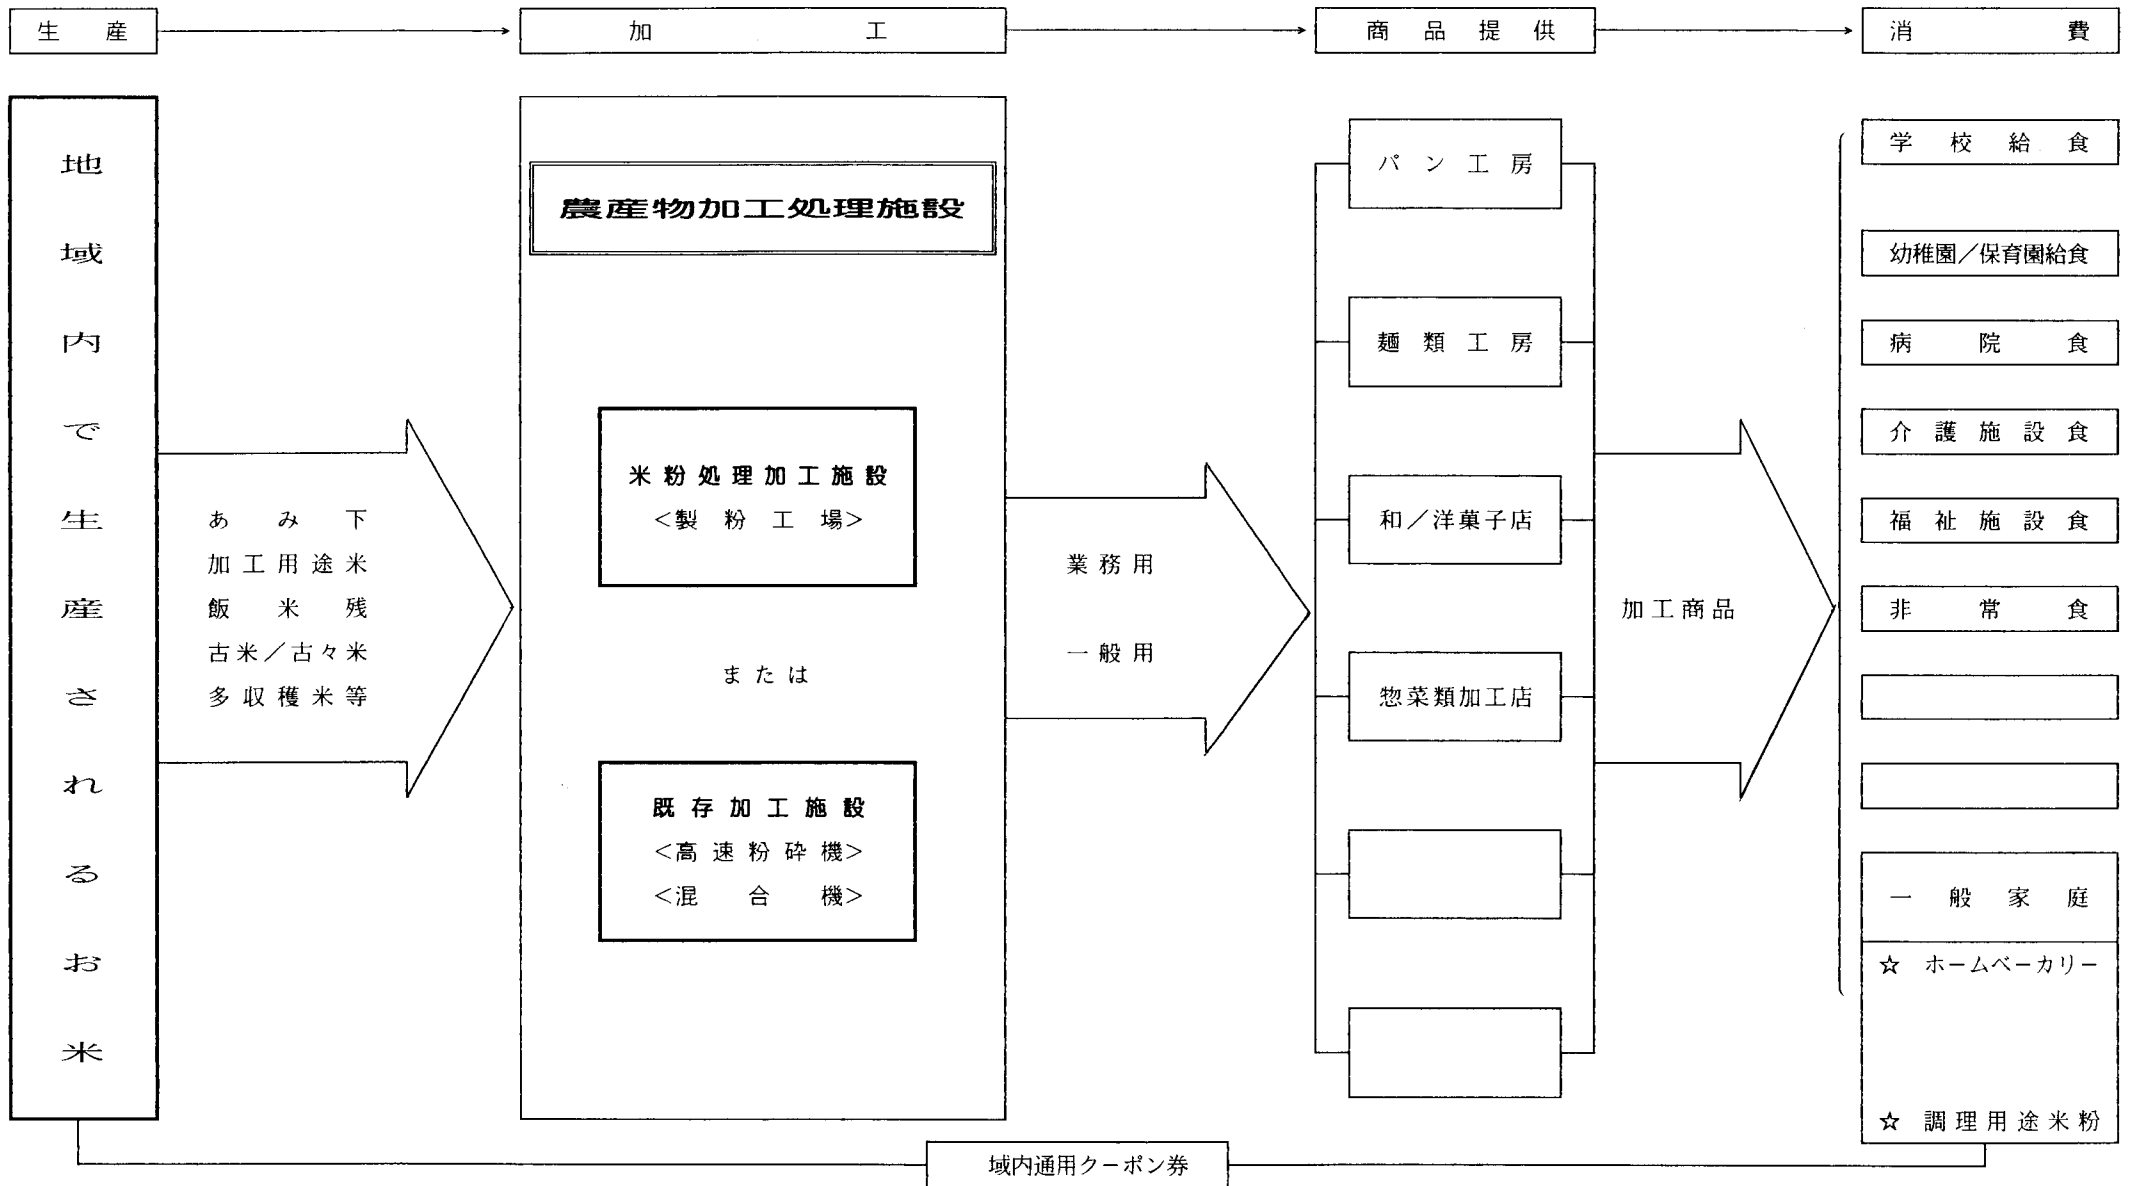 生産
加工
商品提供
消費
地域内で生産されるお米
あみ下
加工用途米
飯米残
古米／古々米
多収穫米等
農産物加工処理施設
米粉処理加工施設
＜製粉工場＞
または
既存加工施設
＜高速粉砕機＞
＜混合機＞
業務用
一般用
パン工房
麺類工房
和／洋菓子店
惣菜類加工店
加工商品
学校給食
幼稚園／保育園給食
病院食
介護施設食
福祉施設食
非常食
一般家庭
☆ ホームベーカリー
☆ 調理用途米粉
域内通用クーポン券